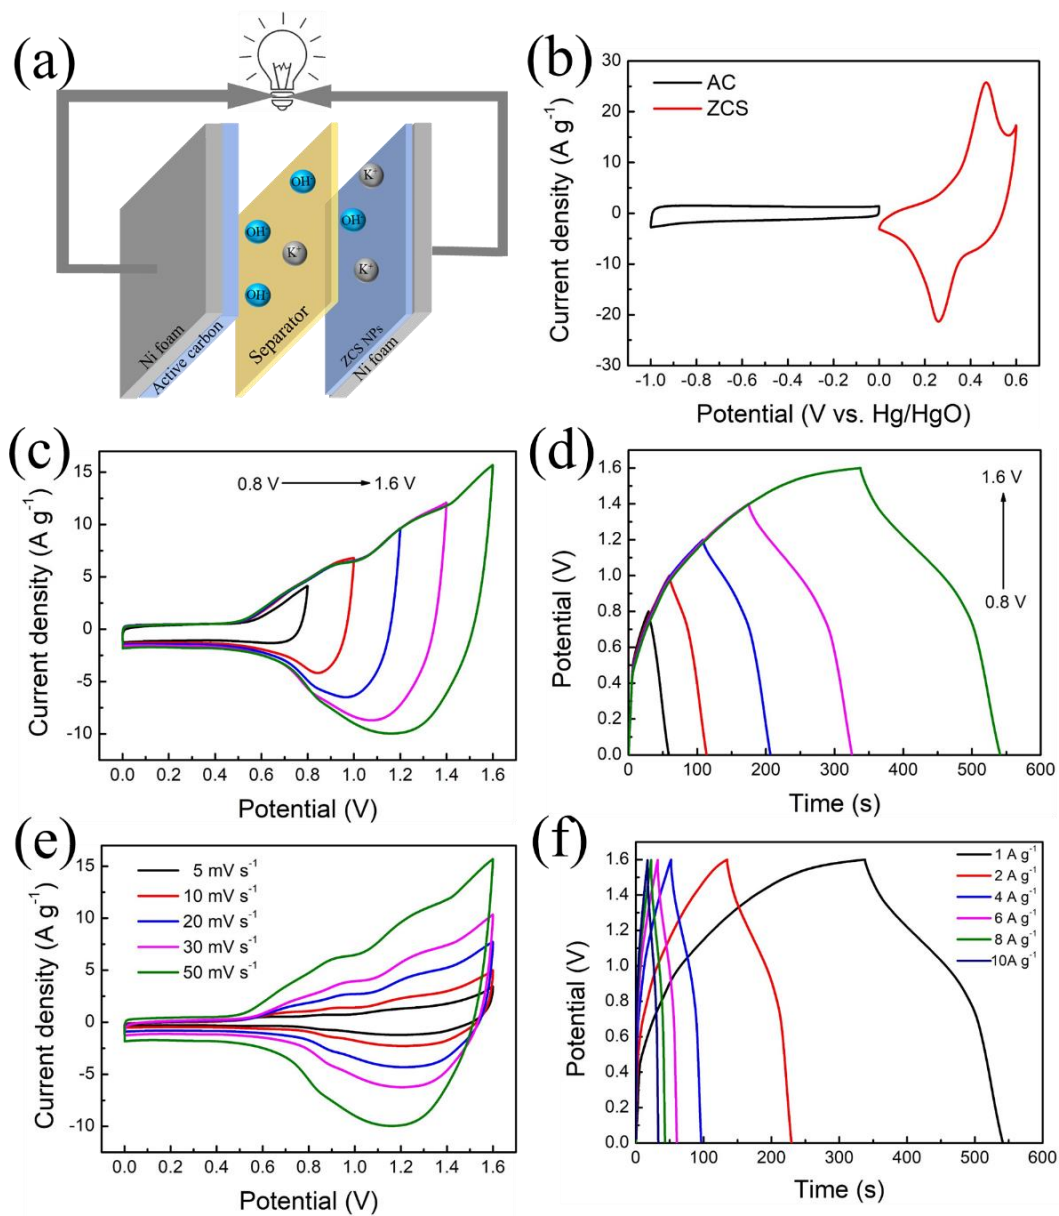 (a)
Ni foam
Active carbon
Separator
ZCS NPs
Ni foam
OH⁻
K⁺
OH⁻
OH⁻
K⁺
K⁺
OH⁻
(b)
AC
ZCS
Current density (A g⁻¹)
30
20
10
0
-10
-20
-30
-1.0 -0.8 -0.6 -0.4 -0.2 0.0 0.2 0.4 0.6
Potential (V vs. Hg/HgO)
(c)
0.8 V 1.6 V
Current density (A g⁻¹)
15
10
5
0
-5
-10
0.0 0.2 0.4 0.6 0.8 1.0 1.2 1.4 1.6
Potential (V)
(d)
1.6 V
0.8 V
Potential (V)
1.6
1.4
1.2
1.0
0.8
0.6
0.4
0.2
0.0
0 100 200 300 400 500 600
Time (s)
(e)
5 mV s⁻¹
10 mV s⁻¹
20 mV s⁻¹
30 mV s⁻¹
50 mV s⁻¹
Current density (A g⁻¹)
15
10
5
0
-5
-10
0.0 0.2 0.4 0.6 0.8 1.0 1.2 1.4 1.6
Potential (V)
(f)
1 A g⁻¹
2 A g⁻¹
4 A g⁻¹
6 A g⁻¹
8 A g⁻¹
10A g⁻¹
Potential (V)
1.6
1.4
1.2
1.0
0.8
0.6
0.4
0.2
0.0
0 100 200 300 400 500 600
Time (s)